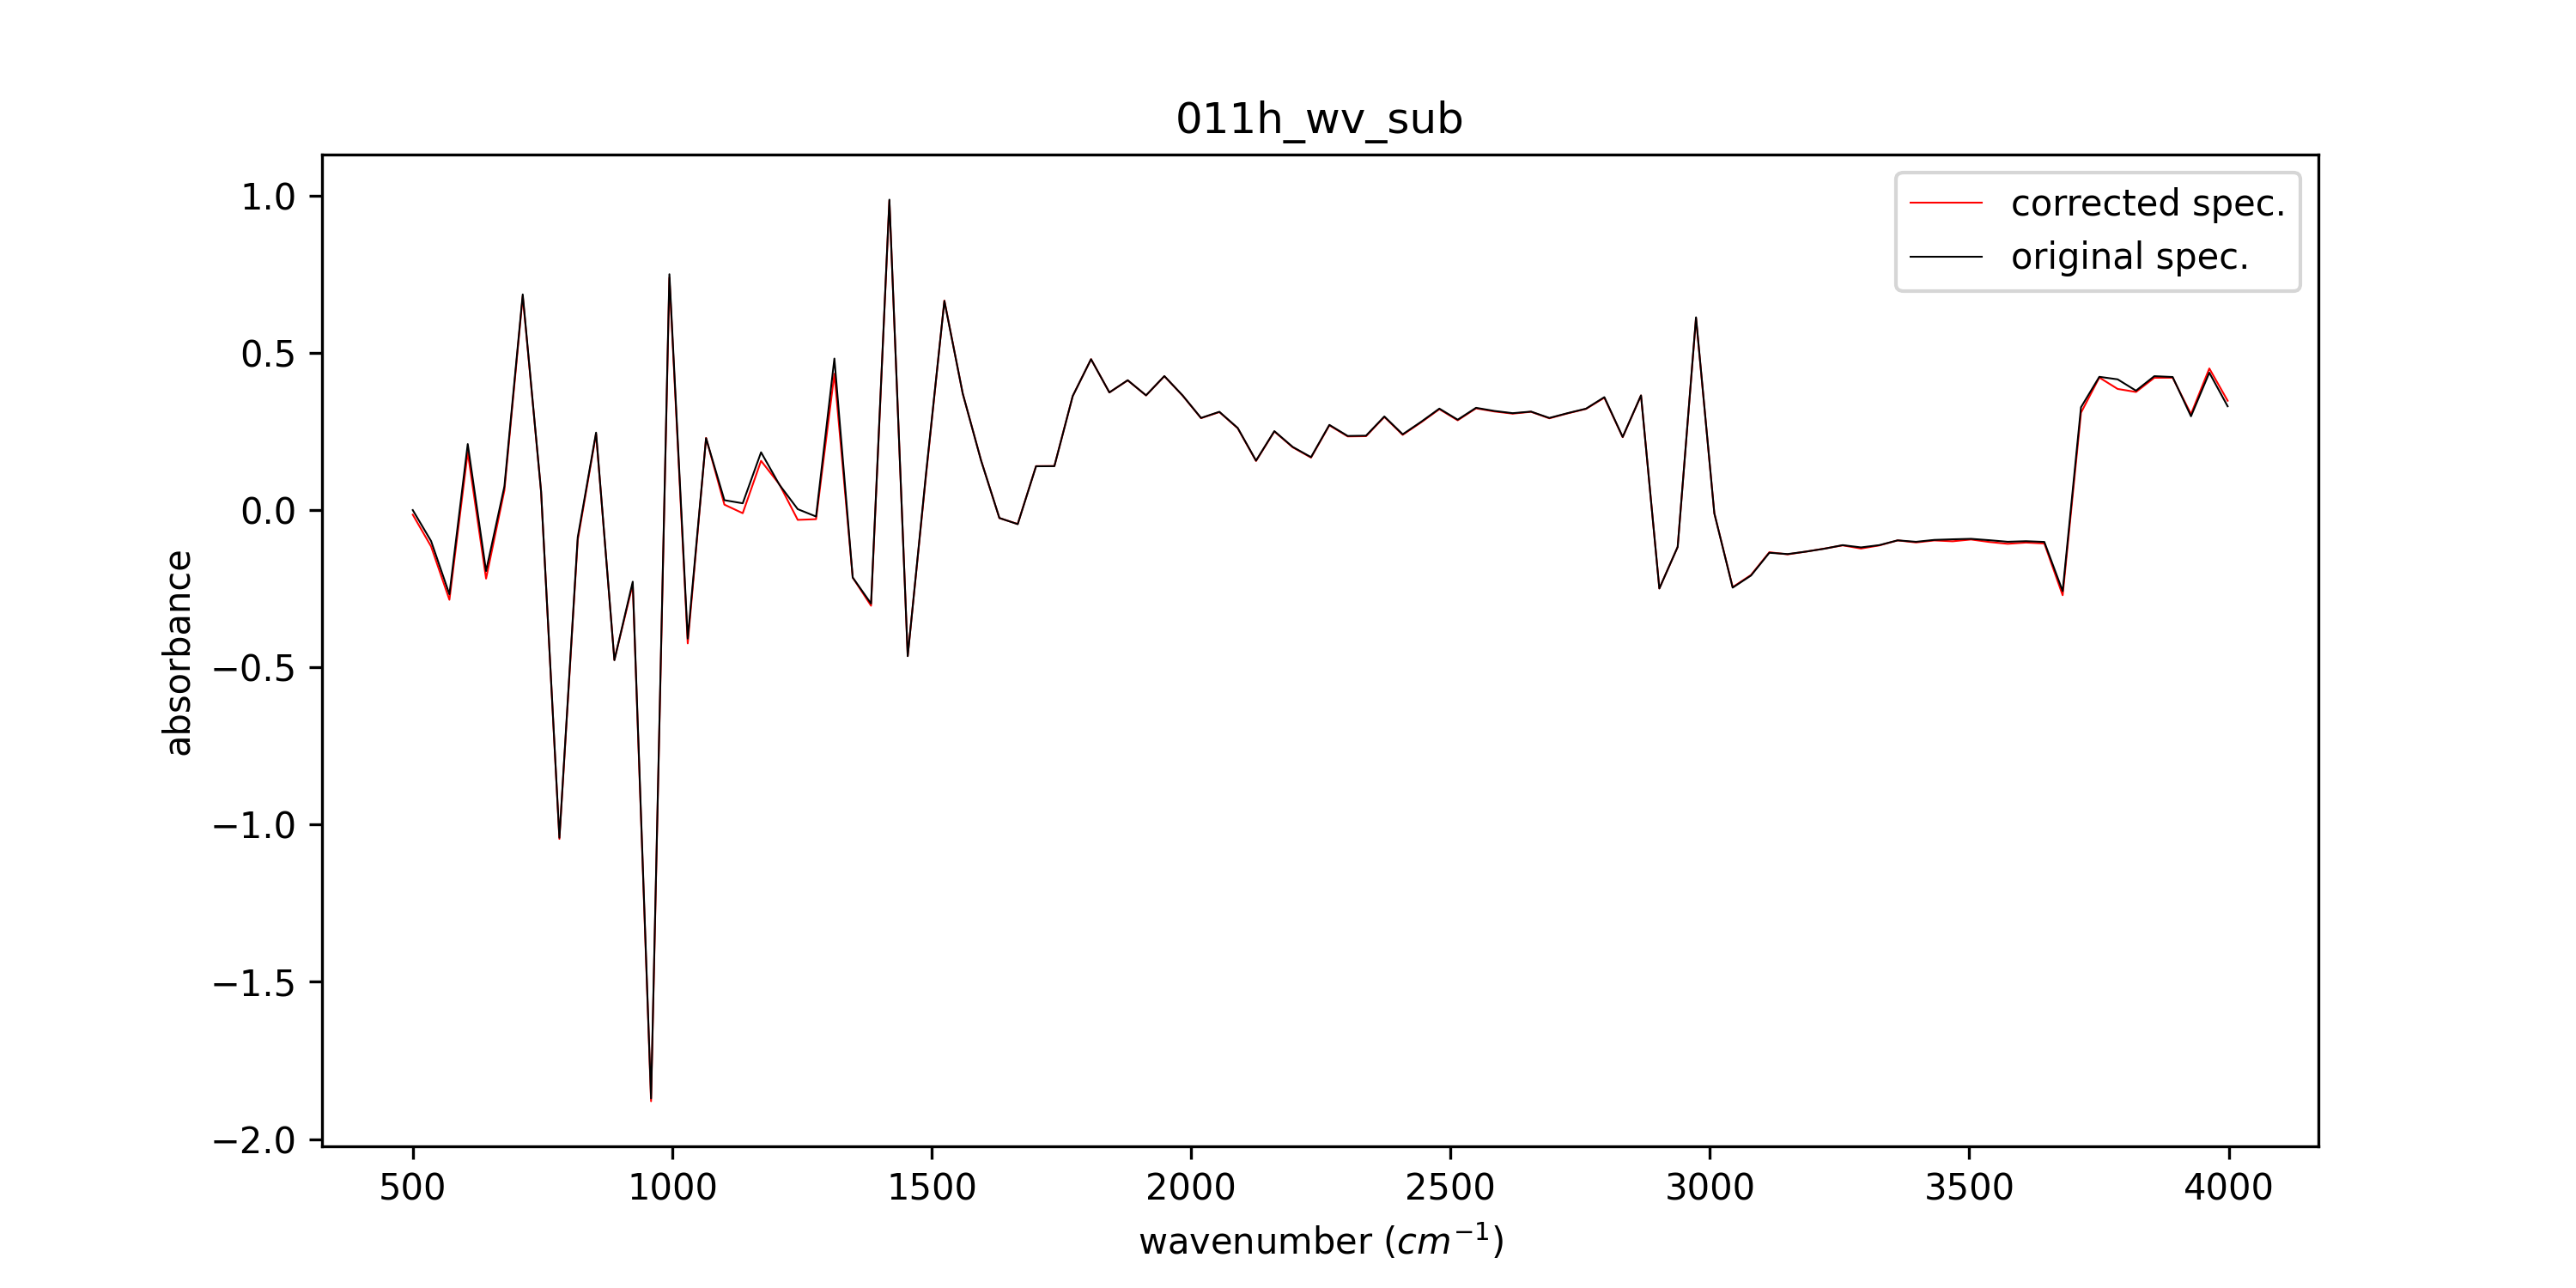 011h_wv_sub
corrected spec.
original spec.
1.0
0.5
0.0
−0.5
−1.0
−1.5
−2.0
absorbance
500 1000 1500 2000 2500 3000 3500 4000
wavenumber (cm⁻¹)